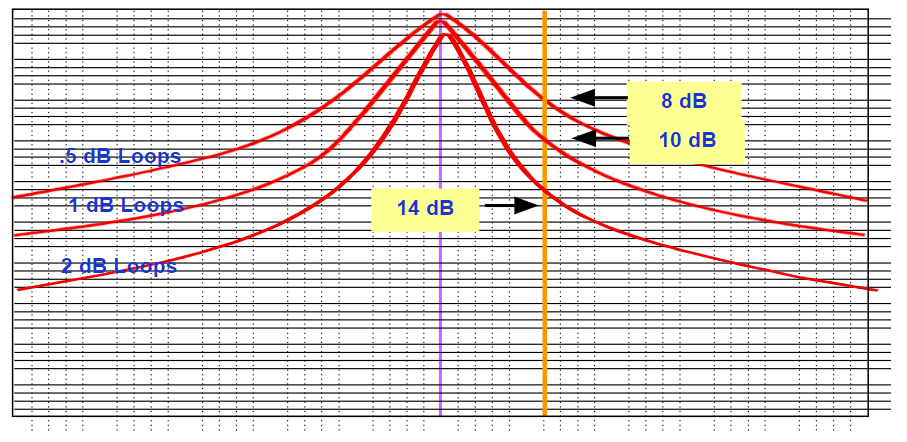 8 dB
10 dB
.5 dB Loops
1 dB Loops
14 dB
2 dB Loops